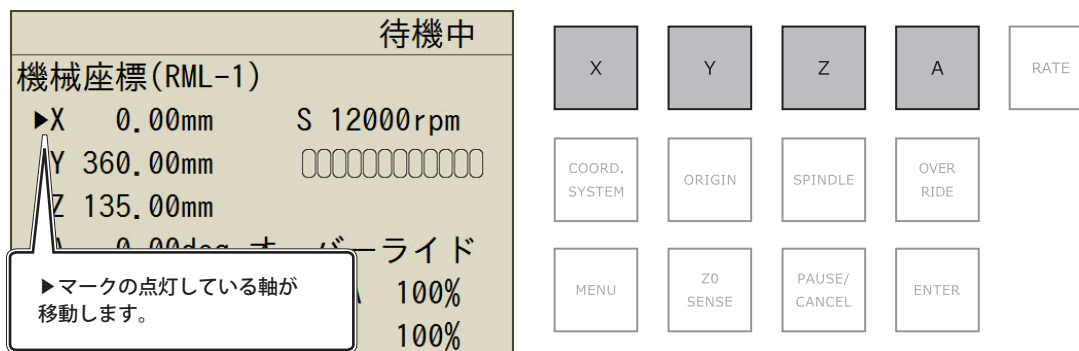 待機中
機械座標(RML-1)
▶X 0.00mm S 12000rpm
Y 360.00mm
Z 135.00mm
0.00deg オーバーライド
100%
100%
▶マークの点灯している軸が
移動します。
X Y Z A RATE
COORD.
SYSTEM
ORIGIN
SPINDLE
OVER
RIDE
MENU
Z0
SENSE
PAUSE/
CANCEL
ENTER